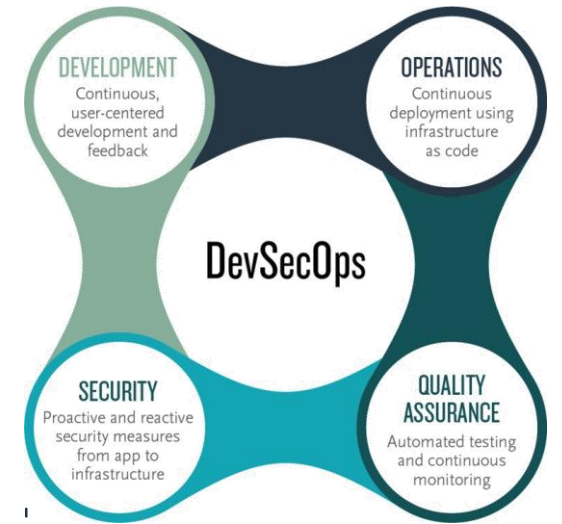 DEVELOPMENT
Continuous,
user-centered
development and
feedback
OPERATIONS
Continuous
deployment using
infrastructure
as code
DevSecOps
SECURITY
Proactive and reactive
security measures
from app to
infrastructure
QUALITY
ASSURANCE
Automated testing
and continuous
monitoring